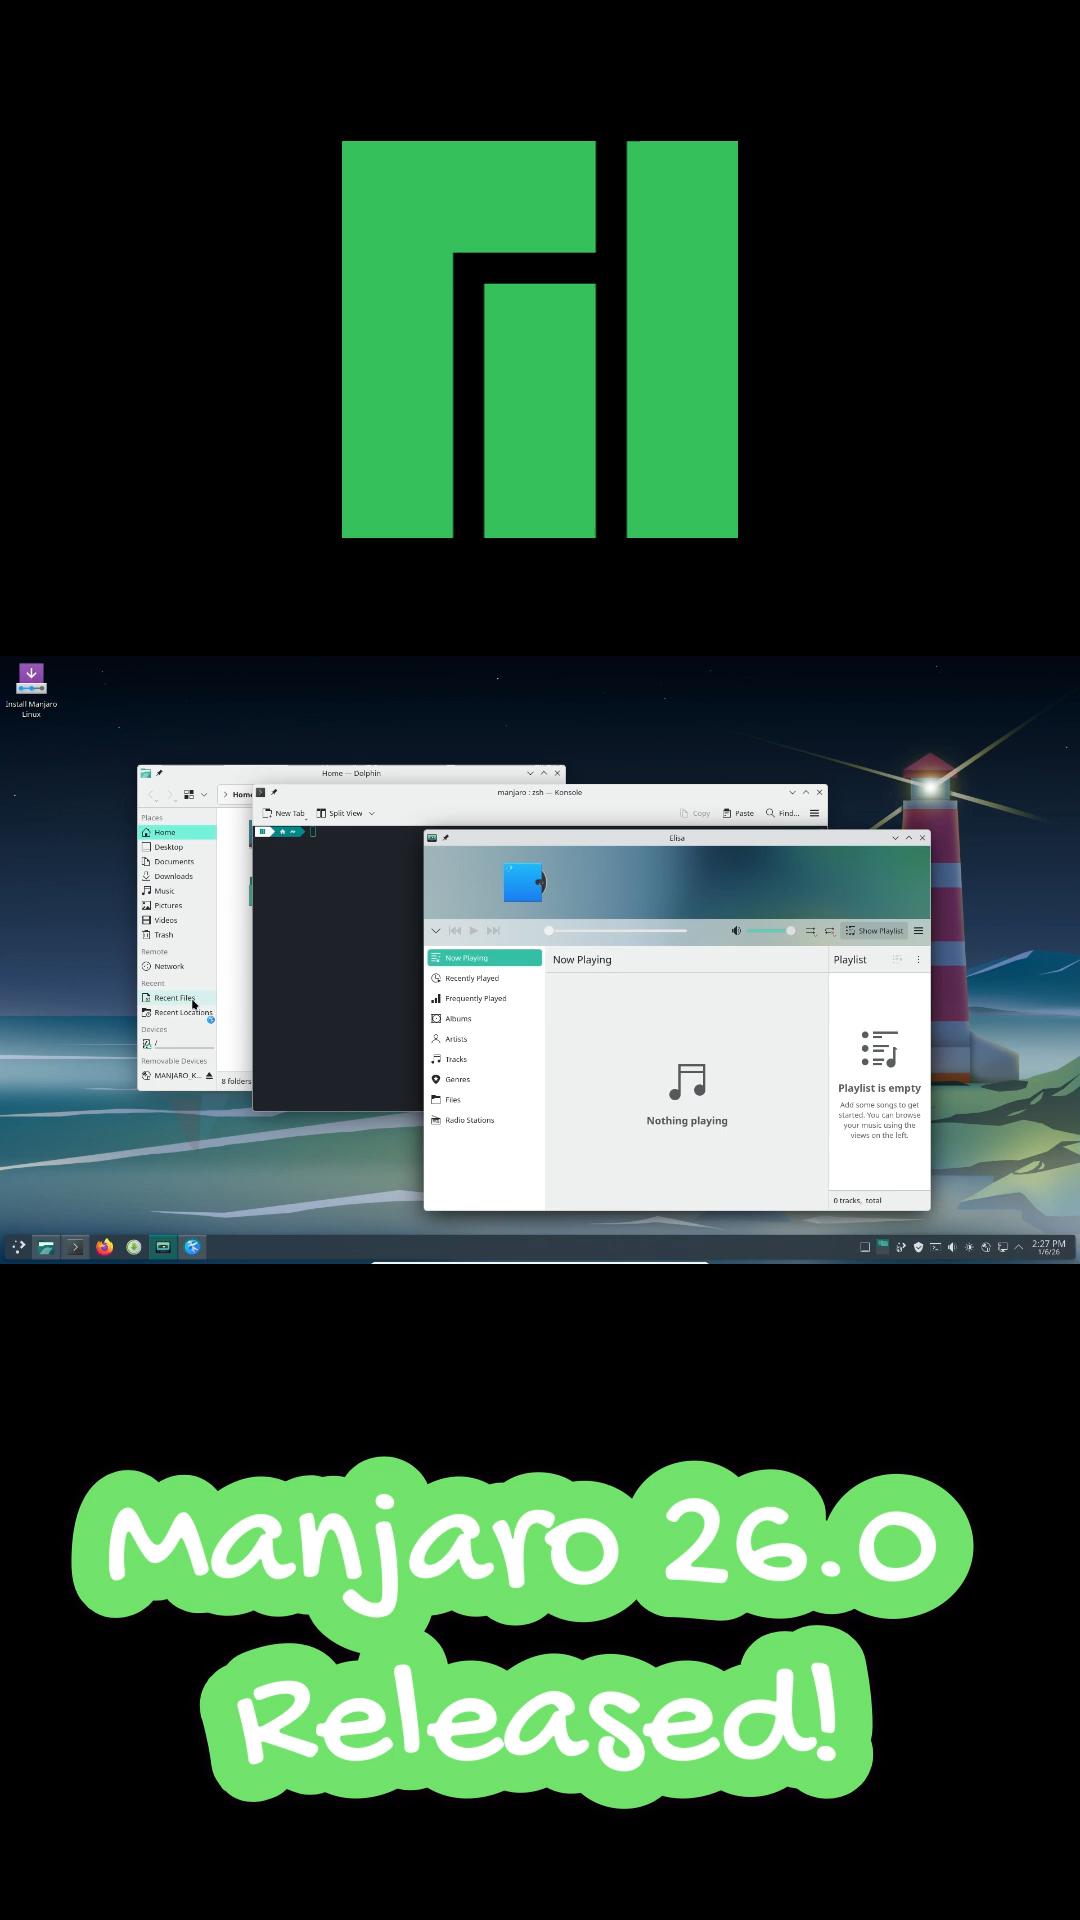 Install Manjaro
Linux
Home — Dolphin
Home
Places
Home
Desktop
Documents
Downloads
Music
Pictures
Videos
Trash
Remote
Network
Recent
Recent Files
Recent Locations
Devices
/
Removable Devices
MANJARO_K...
8 folders
manjaro : zsh — Konsole
New Tab
Split View
Copy
Paste
Find...
~
Elisa
Show Playlist
Now Playing
Recently Played
Frequently Played
Albums
Artists
Tracks
Genres
Files
Radio Stations
Now Playing
Nothing playing
Playlist
Playlist is empty
Add some songs to get
started. You can browse
your music using the
views on the left.
0 tracks, total
2:27 PM
1/6/26
Manjaro 26.0
Released!